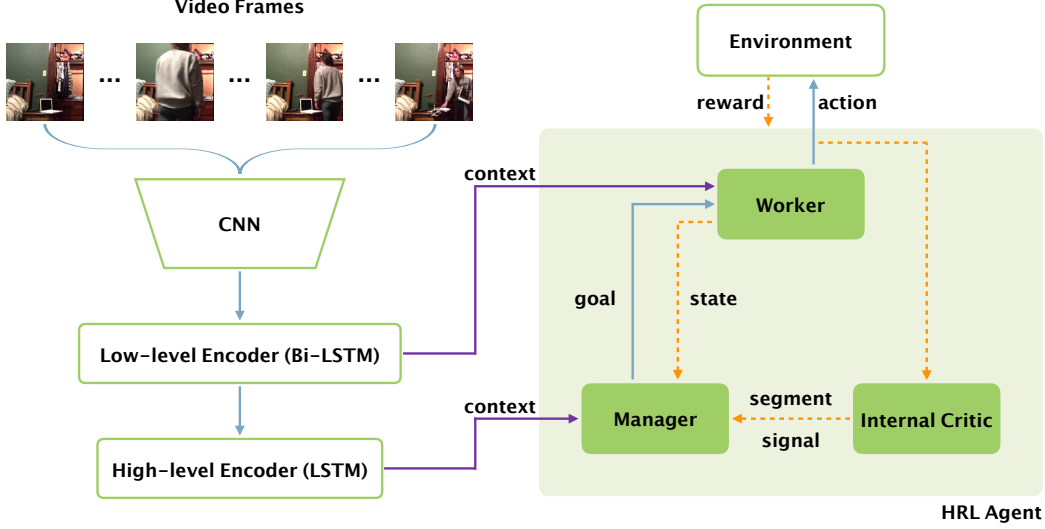 Video Frames
... ... ...
CNN
Low-level Encoder (Bi-LSTM)
High-level Encoder (LSTM)
context
context
Environment
reward
action
Worker
goal
state
Manager
segment
signal
Internal Critic
HRL Agent